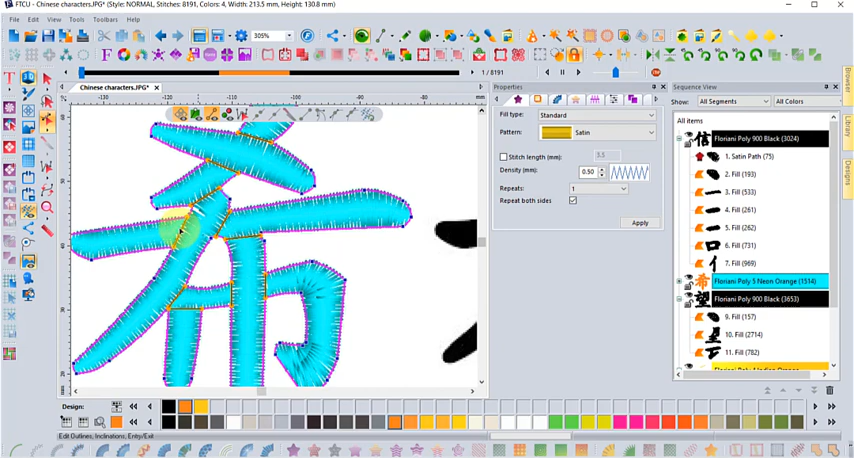 FTCU - Chinese characters.JPG* (Style: NORMAL, Stitches: 8191, Colors: 4, Width: 213.5 mm, Height: 130.8 mm)
File Edit View Tools Toolbars Help
305%
1 / 8191
Chinese characters.JPG*
Properties
Fill type: Standard
Pattern: Satin
Stitch length (mm): 3.5
Density (mm): 0.50
Repeats: 1
Repeat both sides
Apply
Sequence View
Show: All Segments All Colors
All items
信 Floriani Poly 900 Black (3024)
1. Satin Path (75)
2. Fill (193)
3. Fill (533)
4. Fill (261)
5. Fill (262)
6. Fill (731)
7. Fill (969)
希 Floriani Poly 5 Neon Orange (1514)
望 Floriani Poly 900 Black (3653)
9. Fill (157)
10. Fill (2714)
11. Fill (782)
Browser
Library
Designs
希
Design:
Edit Outlines, Inclinations, Entry/Exit